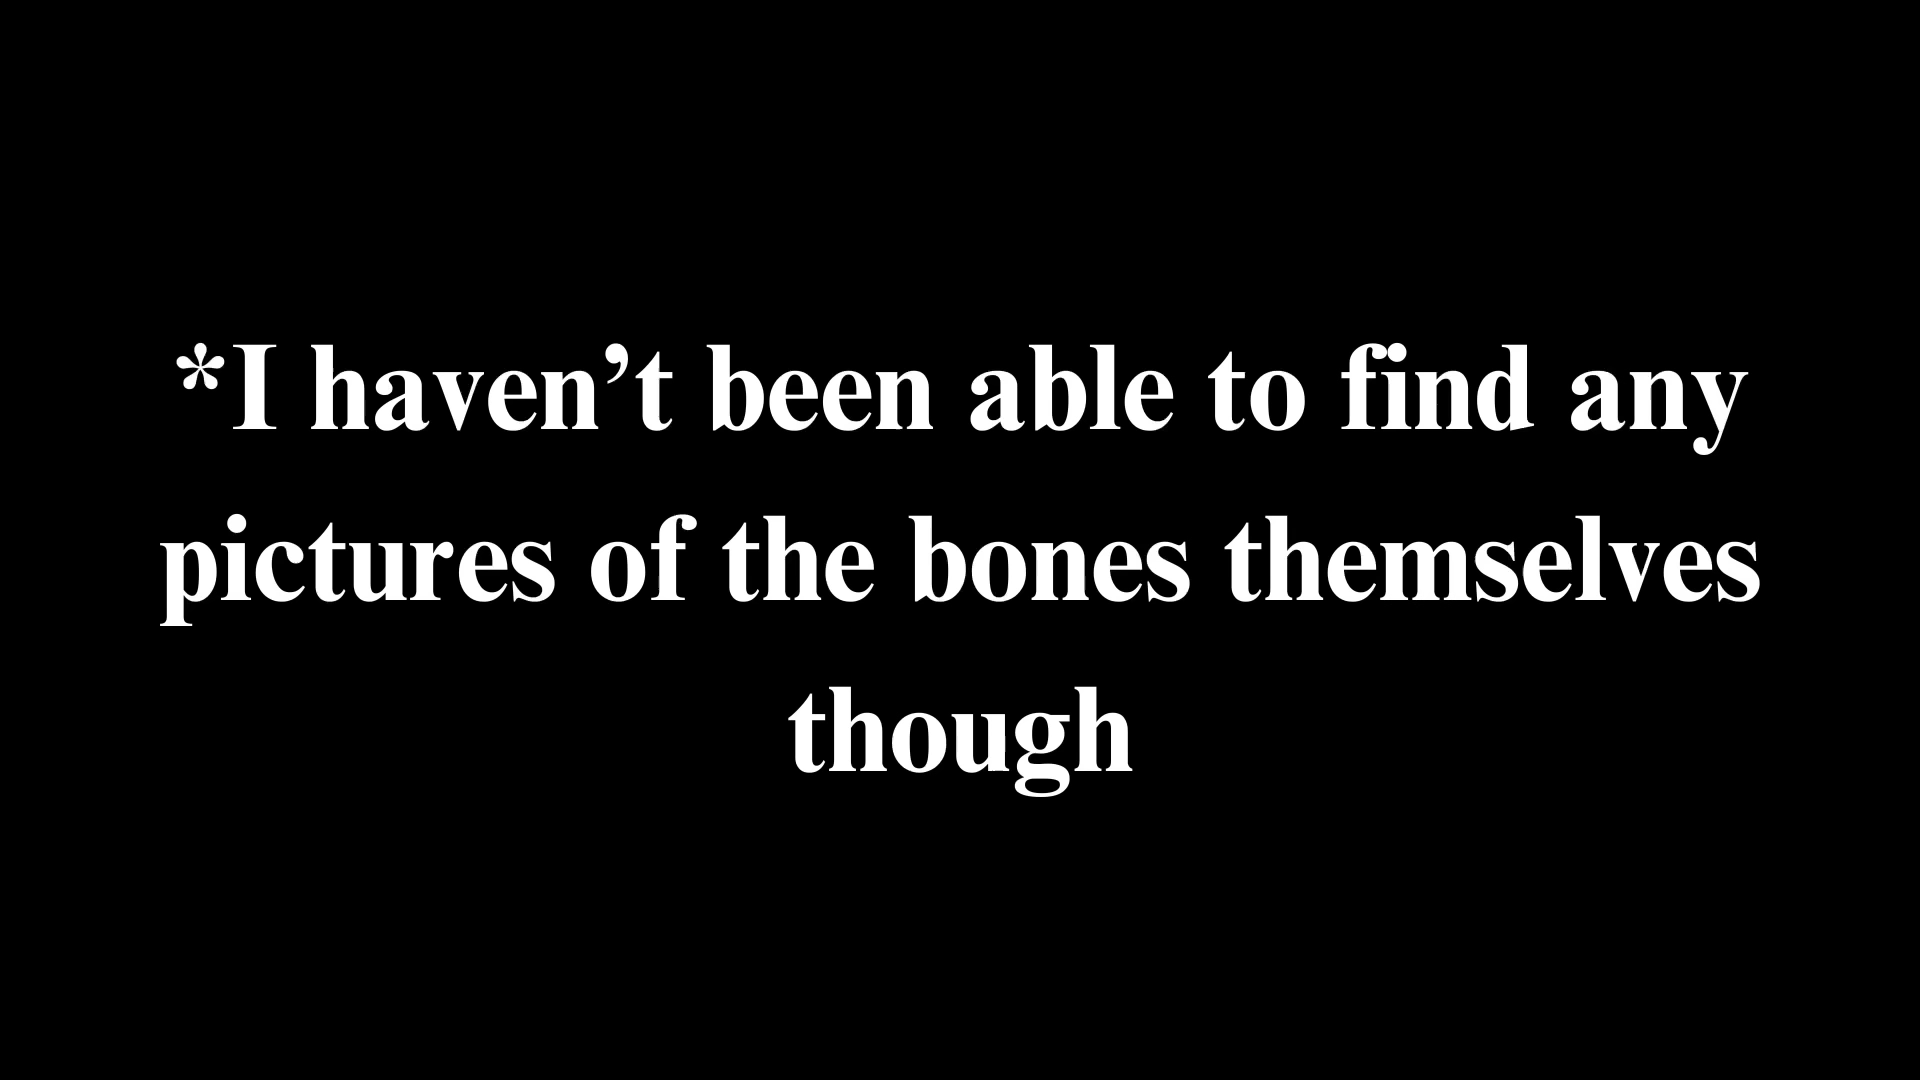 *I haven’t been able to find any
pictures of the bones themselves
though